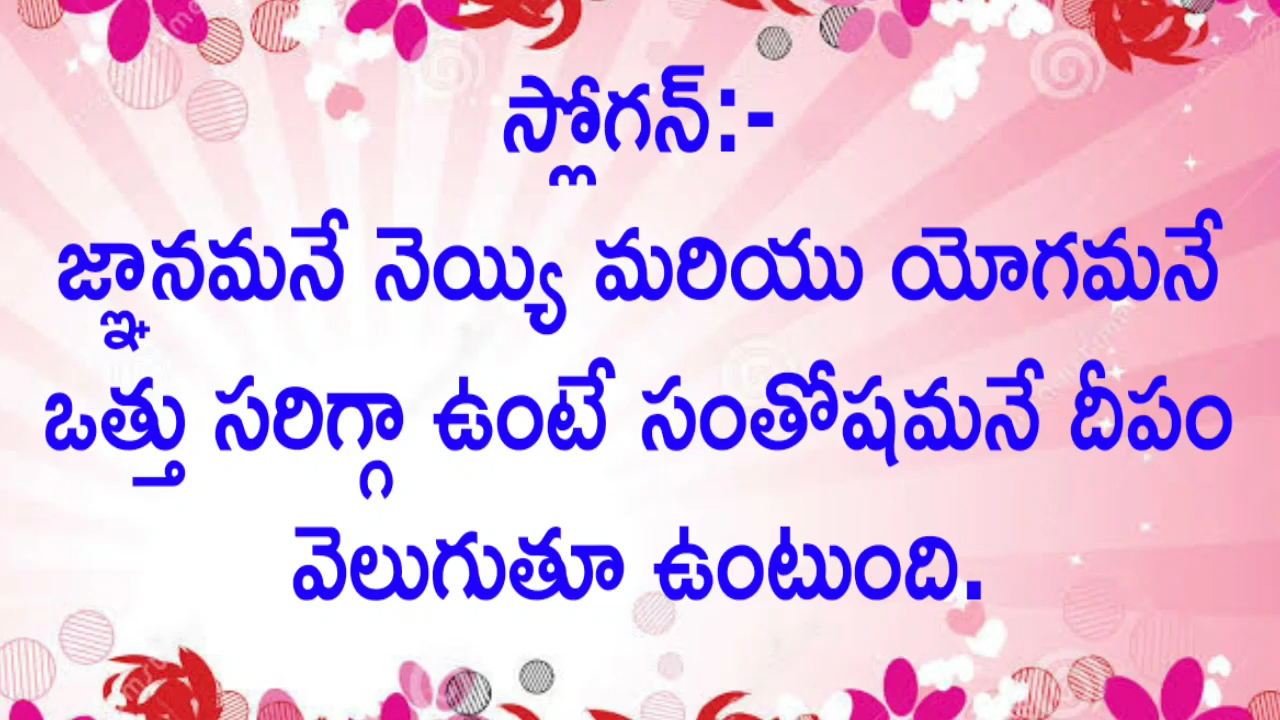 స్లోగన్:-
జ్ఞానమనే నెయ్యి మరియు యోగమనే
ఒత్తు సరిగ్గా ఉంటే సంతోషమనే దీపం
వెలుగుతూ ఉంటుంది.